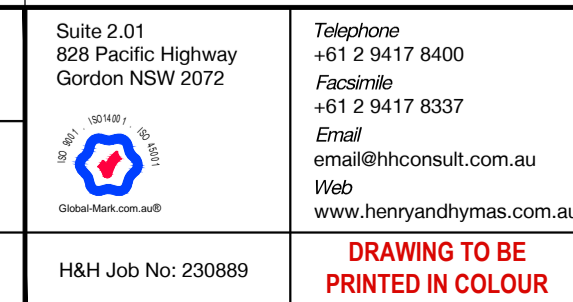 Suite 2.01
828 Pacific Highway
Gordon NSW 2072
ISO 9001 . ISO14001 . ISO 45001
Global-Mark.com.au®
H&H Job No: 230889
Telephone
+61 2 9417 8400
Facsimile
+61 2 9417 8337
Email
email@hhconsult.com.au
Web
www.henryandhymas.com.au
DRAWING TO BE
PRINTED IN COLOUR